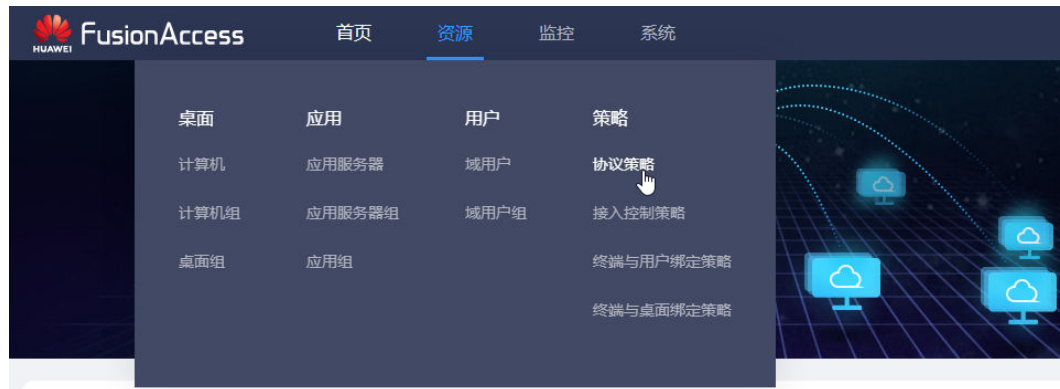 HUAWEI FusionAccess 首页 资源 监控 系统
桌面 应用 用户 策略
计算机 应用服务器 域用户 协议策略
计算机组 应用服务器组 域用户组 接入控制策略
桌面组 应用组 终端与用户绑定策略
终端与桌面绑定策略